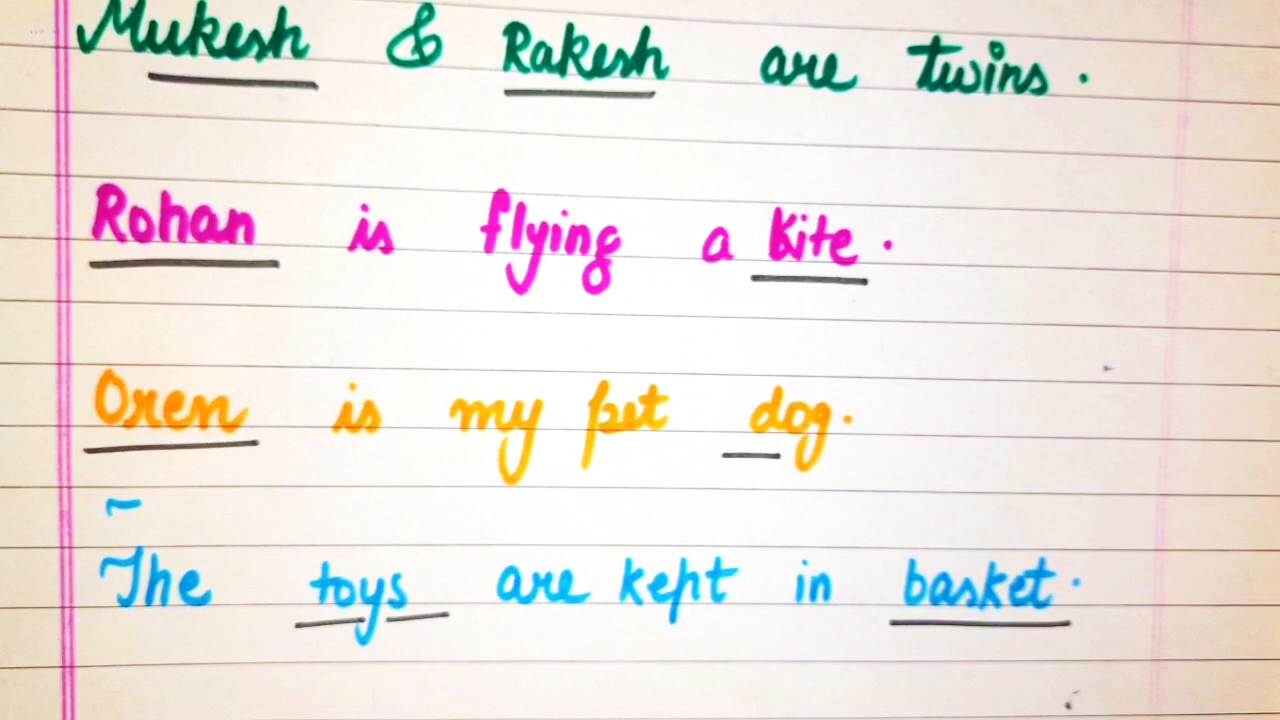 Mukesh & Rakesh are twins.
Rohan is flying a kite.
Oren is my pet dog.
The toys are kept in basket.